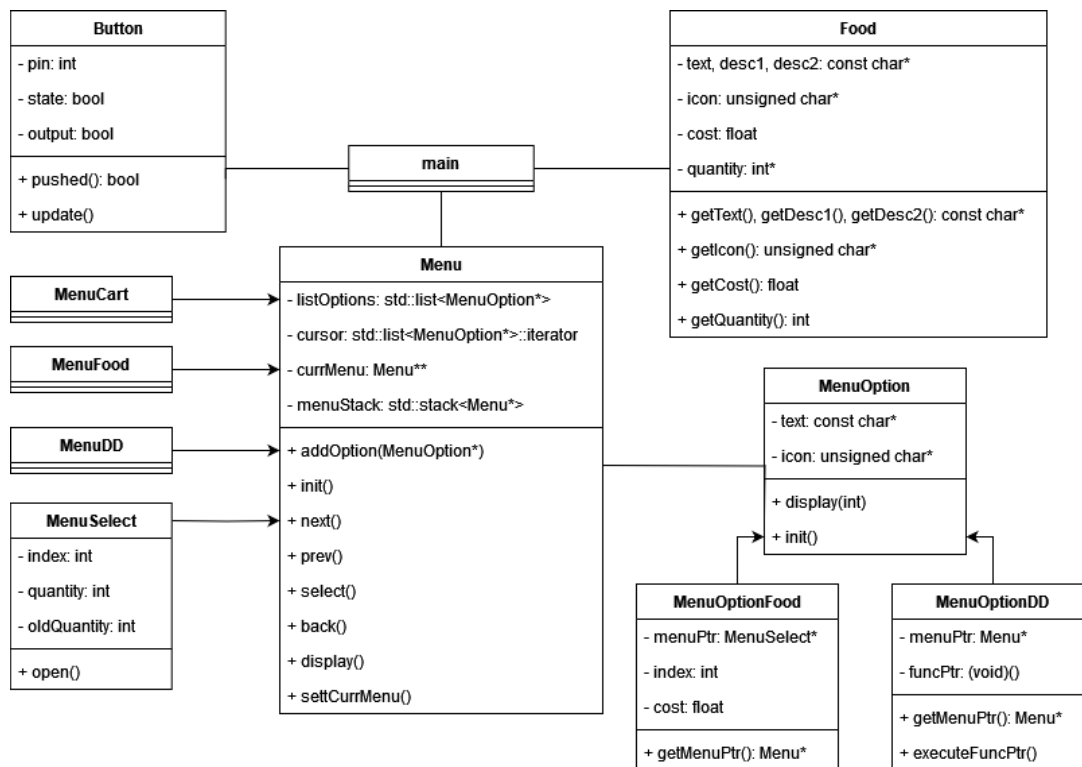 Button
- pin: int
- state: bool
- output: bool
+ pushed(): bool
+ update()
main
Food
- text, desc1, desc2: const char*
- icon: unsigned char*
- cost: float
- quantity: int*
+ getText(), getDesc1(), getDesc2(): const char*
+ getIcon(): unsigned char*
+ getCost(): float
+ getQuantity(): int
MenuCart
MenuFood
MenuDD
MenuSelect
- index: int
- quantity: int
- oldQuantity: int
+ open()
Menu
- listOptions: std::list<MenuOption*>
- cursor: std::list<MenuOption*>::iterator
- currMenu: Menu**
- menuStack: std::stack<Menu*>
+ addOption(MenuOption*)
+ init()
+ next()
+ prev()
+ select()
+ back()
+ display()
+ settCurrMenu()
MenuOption
- text: const char*
- icon: unsigned char*
+ display(int)
+ init()
MenuOptionFood
- menuPtr: MenuSelect*
- index: int
- cost: float
+ getMenuPtr(): Menu*
MenuOptionDD
- menuPtr: Menu*
- funcPtr: (void)()
+ getMenuPtr(): Menu*
+ executeFuncPtr()